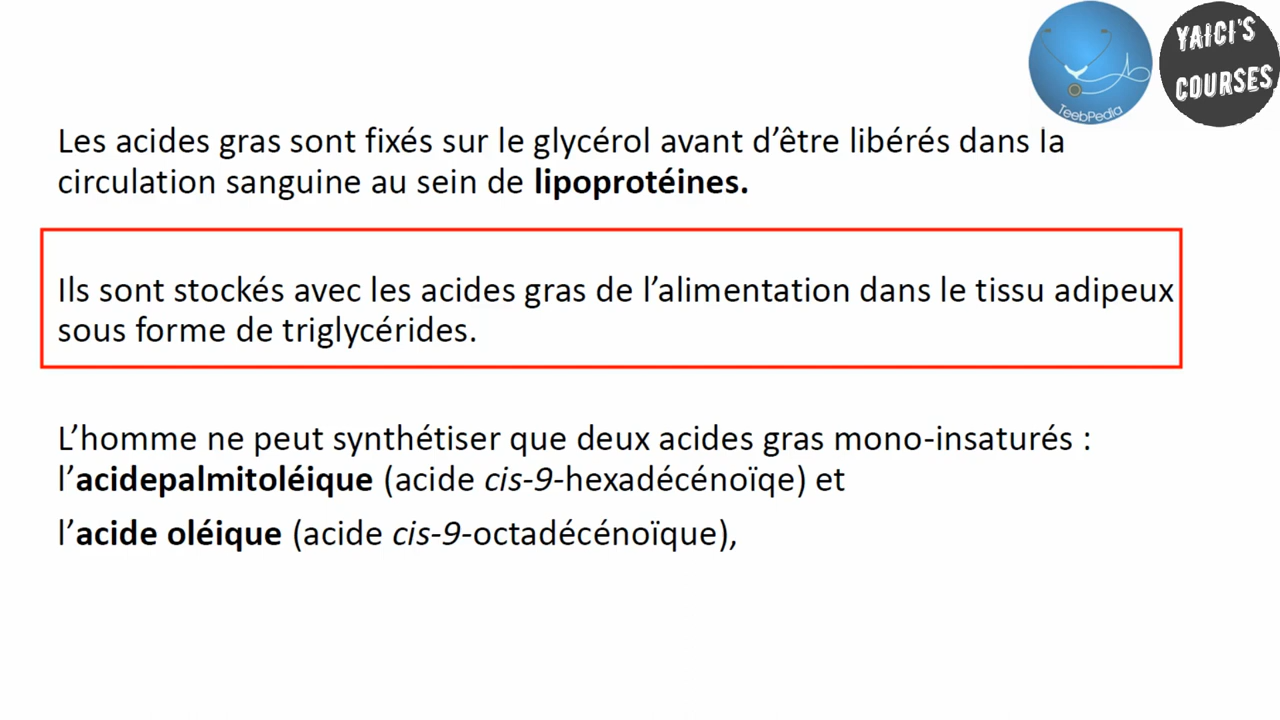 YAICI'S
COURSES
TeebPedia
Les acides gras sont fixés sur le glycérol avant d’être libérés dans la
circulation sanguine au sein de lipoprotéines.
Ils sont stockés avec les acides gras de l’alimentation dans le tissu adipeux
sous forme de triglycérides.
L’homme ne peut synthétiser que deux acides gras mono-insaturés :
l’acidepalmitoléique (acide cis-9-hexadécénoïqe) et
l’acide oléique (acide cis-9-octadécénoïque),